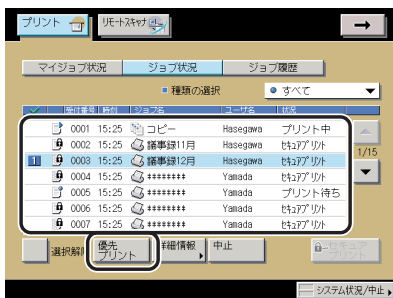 プリント リモートスキャナ
マイジョブ状況 ジョブ状況 ジョブ履歴
■ 種類の選択 ● すべて
受付番号 時刻 ジョブ名 ユーザ名 状況
0001 15:25 コピー Hasegawa プリント中
0002 15:25 議事録11月 Hasegawa セキュアプリント
1 0003 15:25 議事録12月 Hasegawa セキュアプリント
0004 15:25 ******** Yamada セキュアプリント
0005 15:25 ******** Yamada プリント待ち
0006 15:25 ******** Yamada セキュアプリント
0007 15:25 ******** Yamada セキュアプリント
1/15
選択解除 優先プリント 詳細情報 中止 セキュアプリント
システム状況/中止